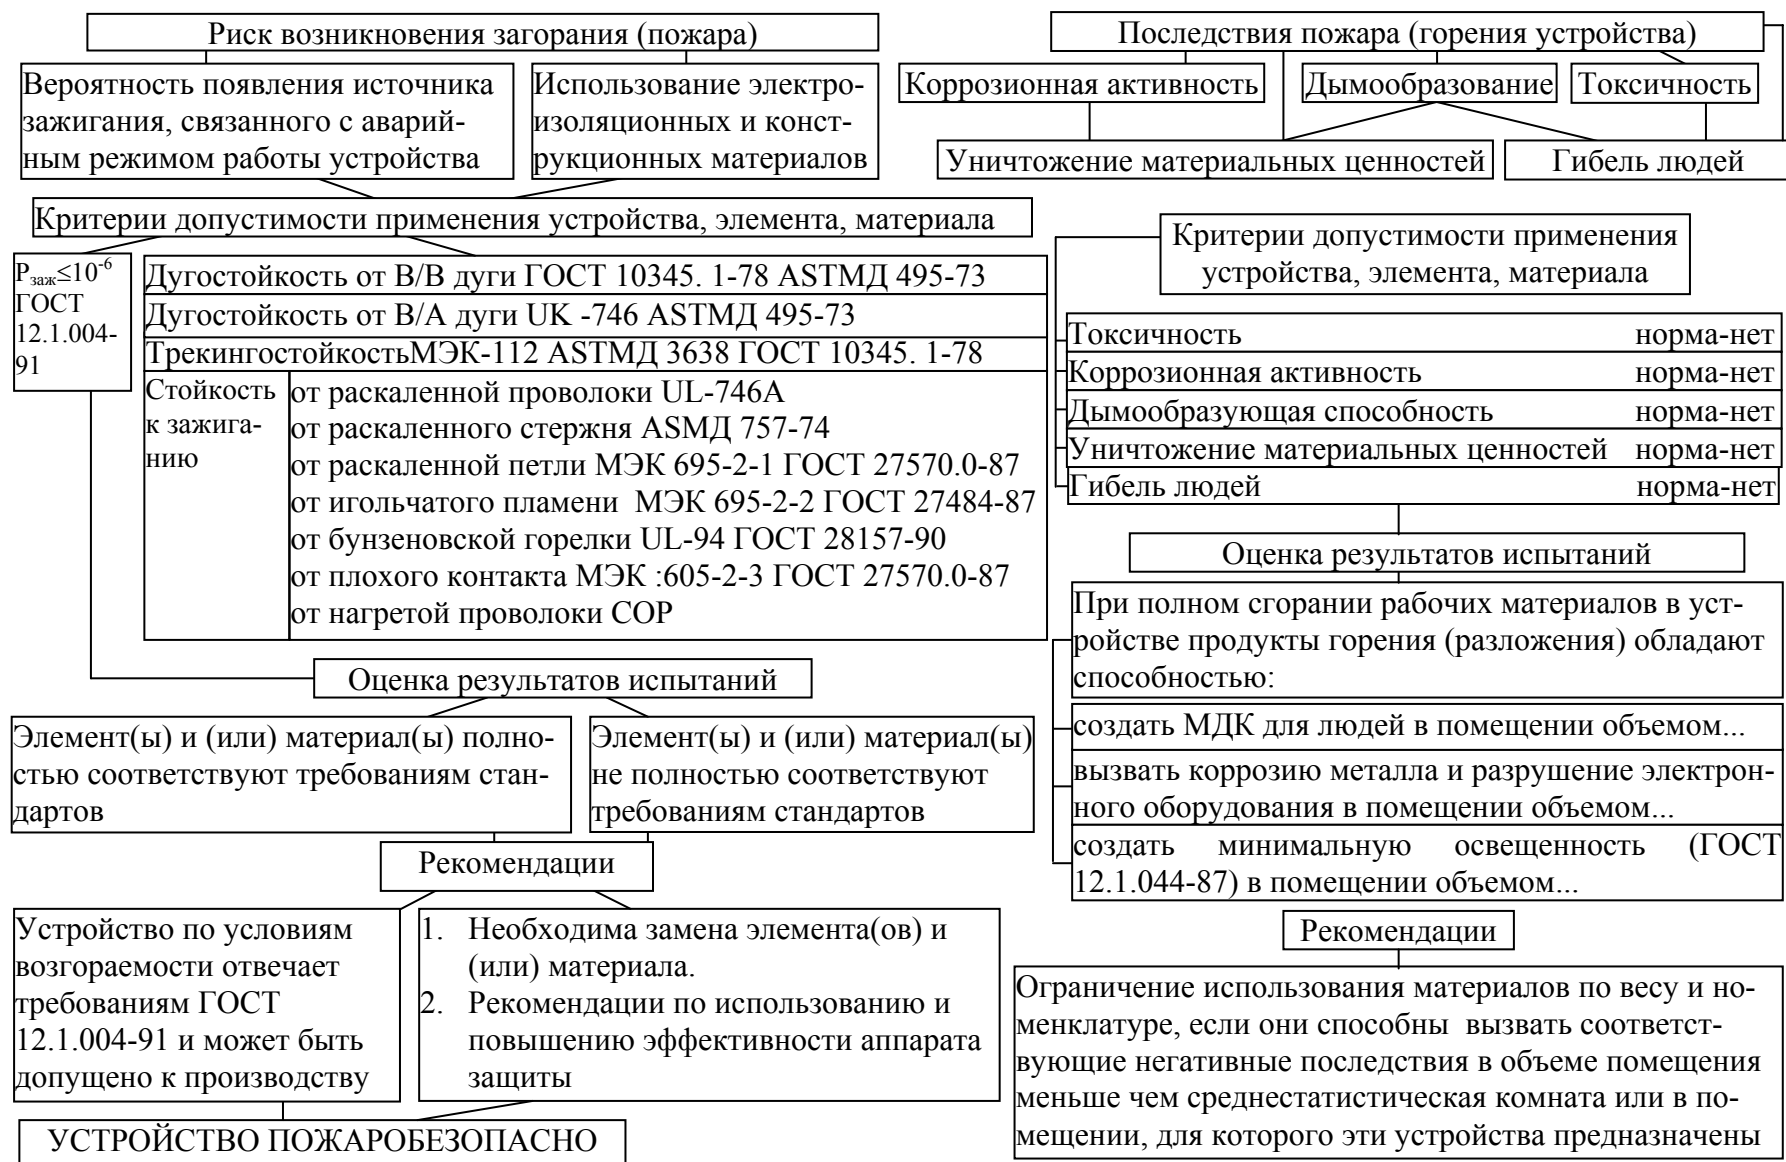 Риск возникновения загорания (пожара)
Вероятность появления источника
зажигания, связанного с аварий-
ным режимом работы устройства
Использование электро-
изоляционных и конст-
рукционных материалов
Критерии допустимости применения устройства, элемента, материала
Pзаж≤10-6
ГОСТ
12.1.004-
91
Дугостойкость от В/В дуги ГОСТ 10345. 1-78 ASTMД 495-73
Дугостойкость от В/А дуги UK -746 ASTMД 495-73
ТрекингостойкостьМЭК-112 ASTMД 3638 ГОСТ 10345. 1-78
Стойкость
к зажига-
нию
от раскаленной проволоки UL-746A
от раскаленного стержня ASMД 757-74
от раскаленной петли МЭК 695-2-1 ГОСТ 27570.0-87
от игольчатого пламени МЭК 695-2-2 ГОСТ 27484-87
от бунзеновской горелки UL-94 ГОСТ 28157-90
от плохого контакта МЭК :605-2-3 ГОСТ 27570.0-87
от нагретой проволоки СОР
Оценка результатов испытаний
Элемент(ы) и (или) материал(ы) полно-
стью соответствуют требованиям стан-
дартов
Элемент(ы) и (или) материал(ы)
не полностью соответствуют
требованиям стандартов
Рекомендации
Устройство по условиям
возгораемости отвечает
требованиям ГОСТ
12.1.004-91 и может быть
допущено к производству
1. Необходима замена элемента(ов) и
(или) материала.
2. Рекомендации по использованию и
повышению эффективности аппарата
защиты
УСТРОЙСТВО ПОЖАРОБЕЗОПАСНО
Последствия пожара (горения устройства)
Коррозионная активность
Дымообразование
Токсичность
Уничтожение материальных ценностей
Гибель людей
Критерии допустимости применения
устройства, элемента, материала
Токсичность норма-нет
Коррозионная активность норма-нет
Дымообразующая способность норма-нет
Уничтожение материальных ценностей норма-нет
Гибель людей норма-нет
Оценка результатов испытаний
При полном сгорании рабочих материалов в уст-
ройстве продукты горения (разложения) обладают
способностью:
создать МДК для людей в помещении объемом...
вызвать коррозию металла и разрушение электрон-
ного оборудования в помещении объемом...
создать минимальную освещенность (ГОСТ
12.1.044-87) в помещении объемом...
Рекомендации
Ограничение использования материалов по весу и но-
менклатуре, если они способны вызвать соответст-
вующие негативные последствия в объеме помещения
меньше чем среднестатистическая комната или в по-
мещении, для которого эти устройства предназначены